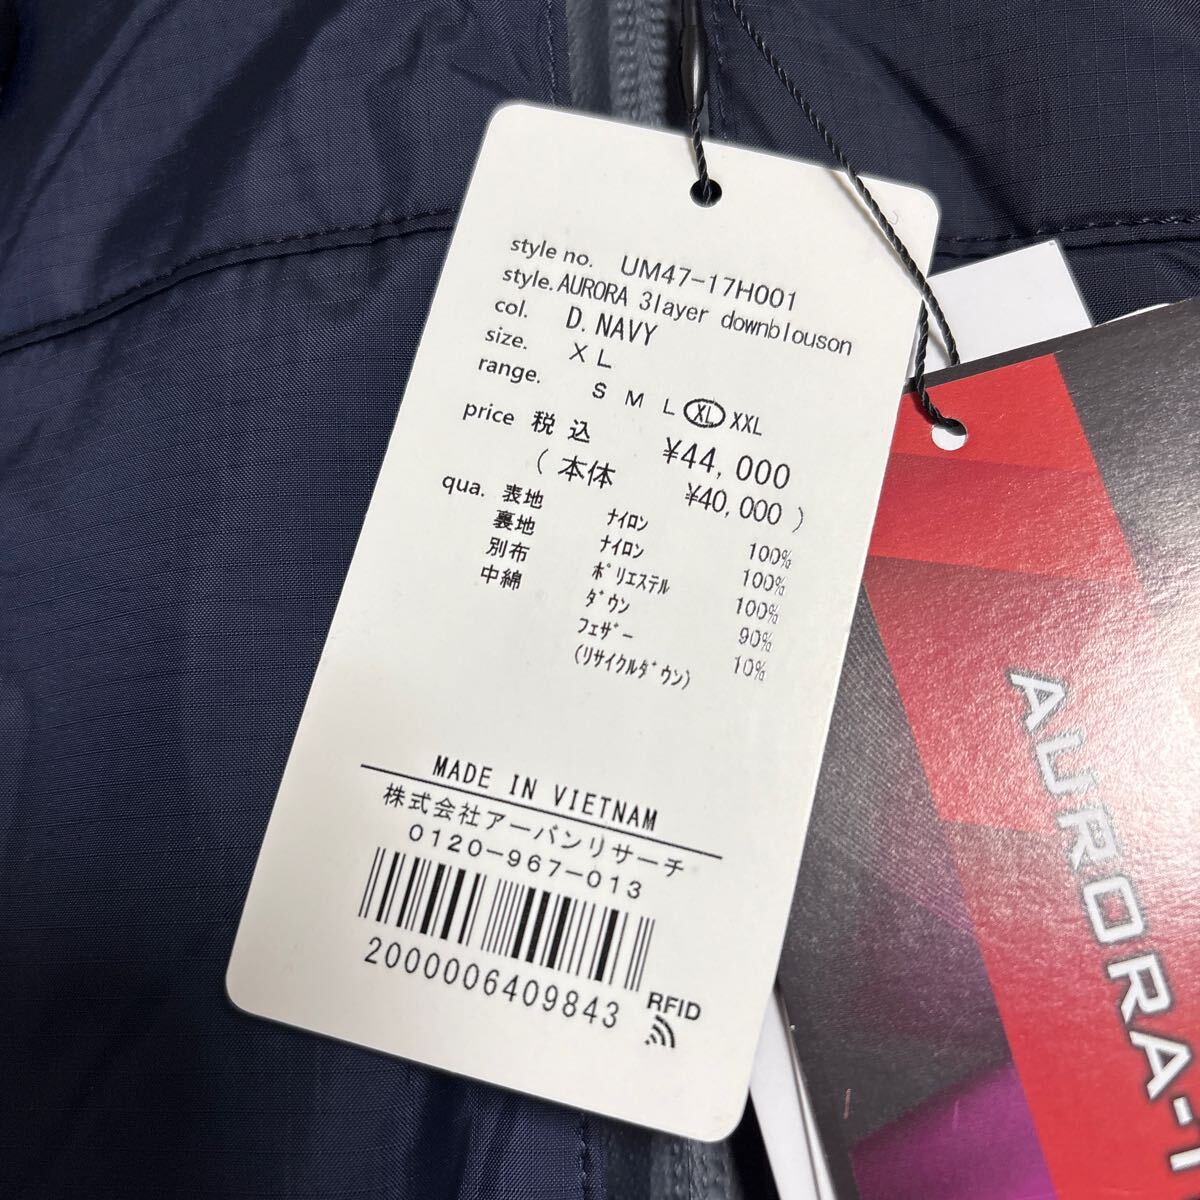 style no. UM47-17H001
style. AURORA 3layer downblouson
col. D.NAVY
size. XL
range. S M L XL XXL
price 税込 ¥44,000
(本体 ¥40,000)
qua. 表地 ﾅｲﾛﾝ 100%
裏地 ﾅｲﾛﾝ 100%
別布 ﾎﾟﾘｴｽﾃﾙ 100%
中綿 ﾀﾞｳﾝ 90%
ﾌｪｻﾞｰ 10%
(ﾘｻｲｸﾙﾀﾞｳﾝ)
MADE IN VIETNAM
株式会社アーバンリサーチ
0120-967-013
2000006409843
RFID
AURORA-T